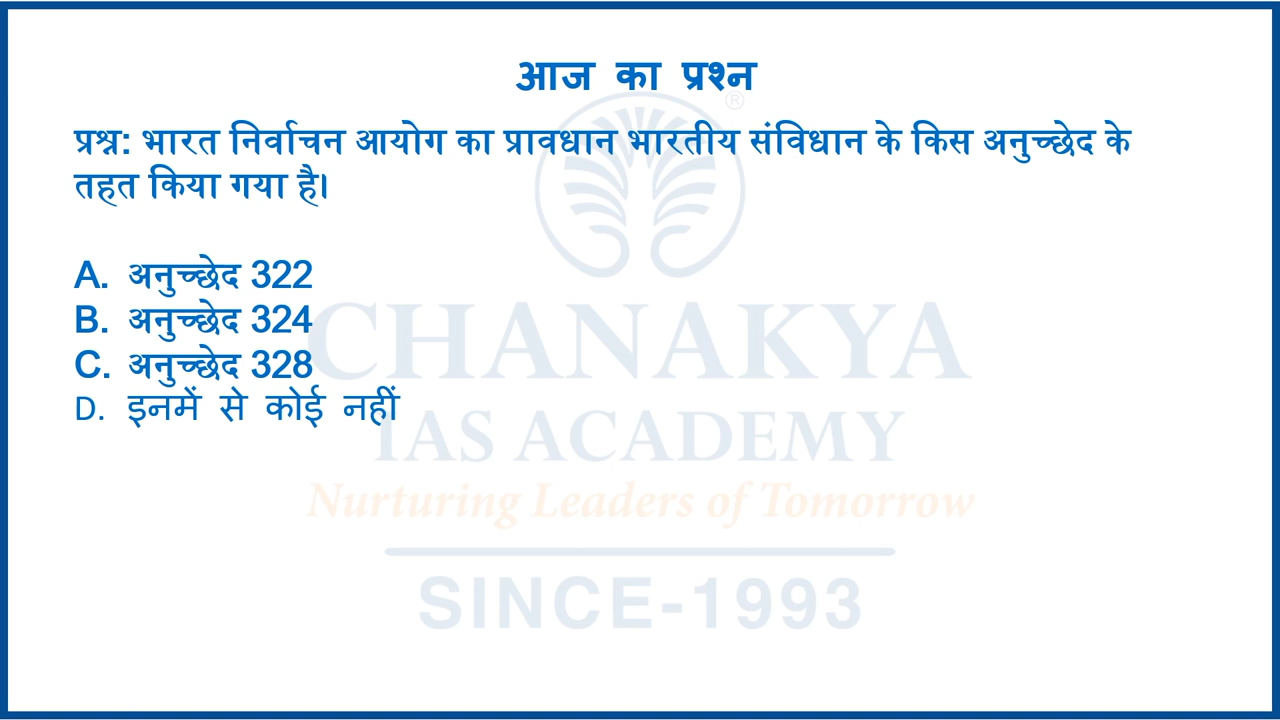 आज का प्रश्न
®
प्रश्न: भारत निर्वाचन आयोग का प्रावधान भारतीय संविधान के किस अनुच्छेद के
तहत किया गया है।
A. अनुच्छेद 322
B. अनुच्छेद 324
C. अनुच्छेद 328
D. इनमें से कोई नहीं
CHANAKYA
IAS ACADEMY
Nurturing Leaders of Tomorrow
SINCE-1993